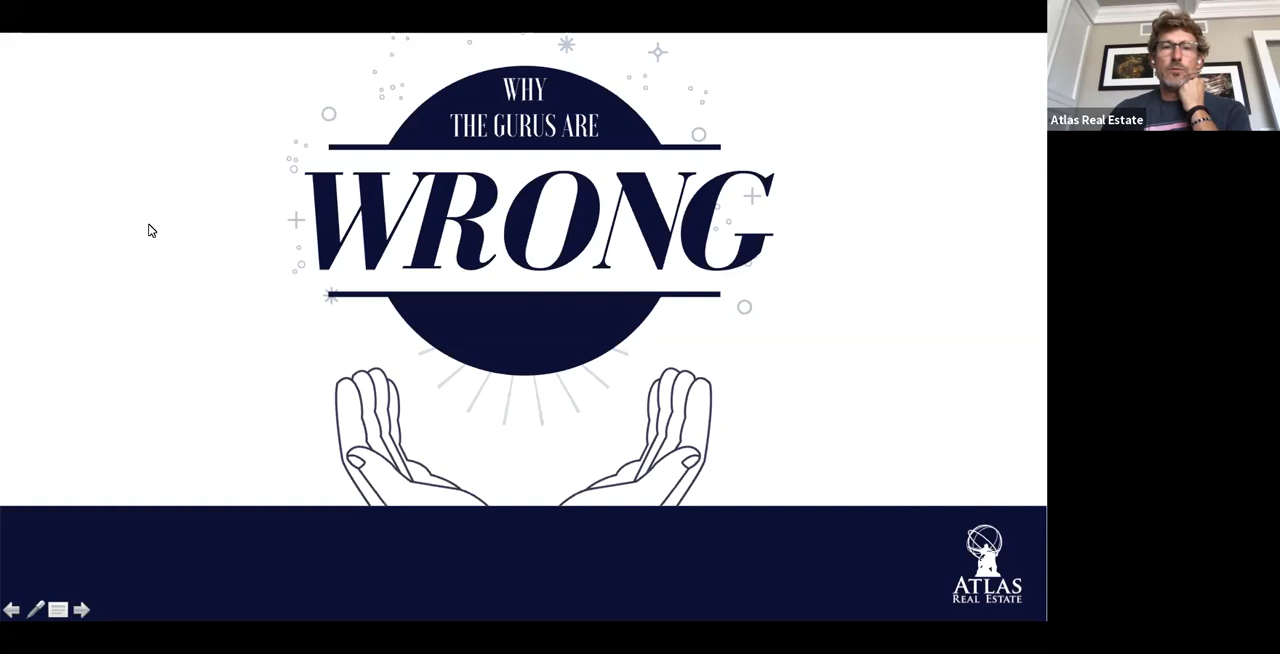 WHY
THE GURUS ARE
WRONG
Atlas Real Estate
ATLAS
REAL ESTATE